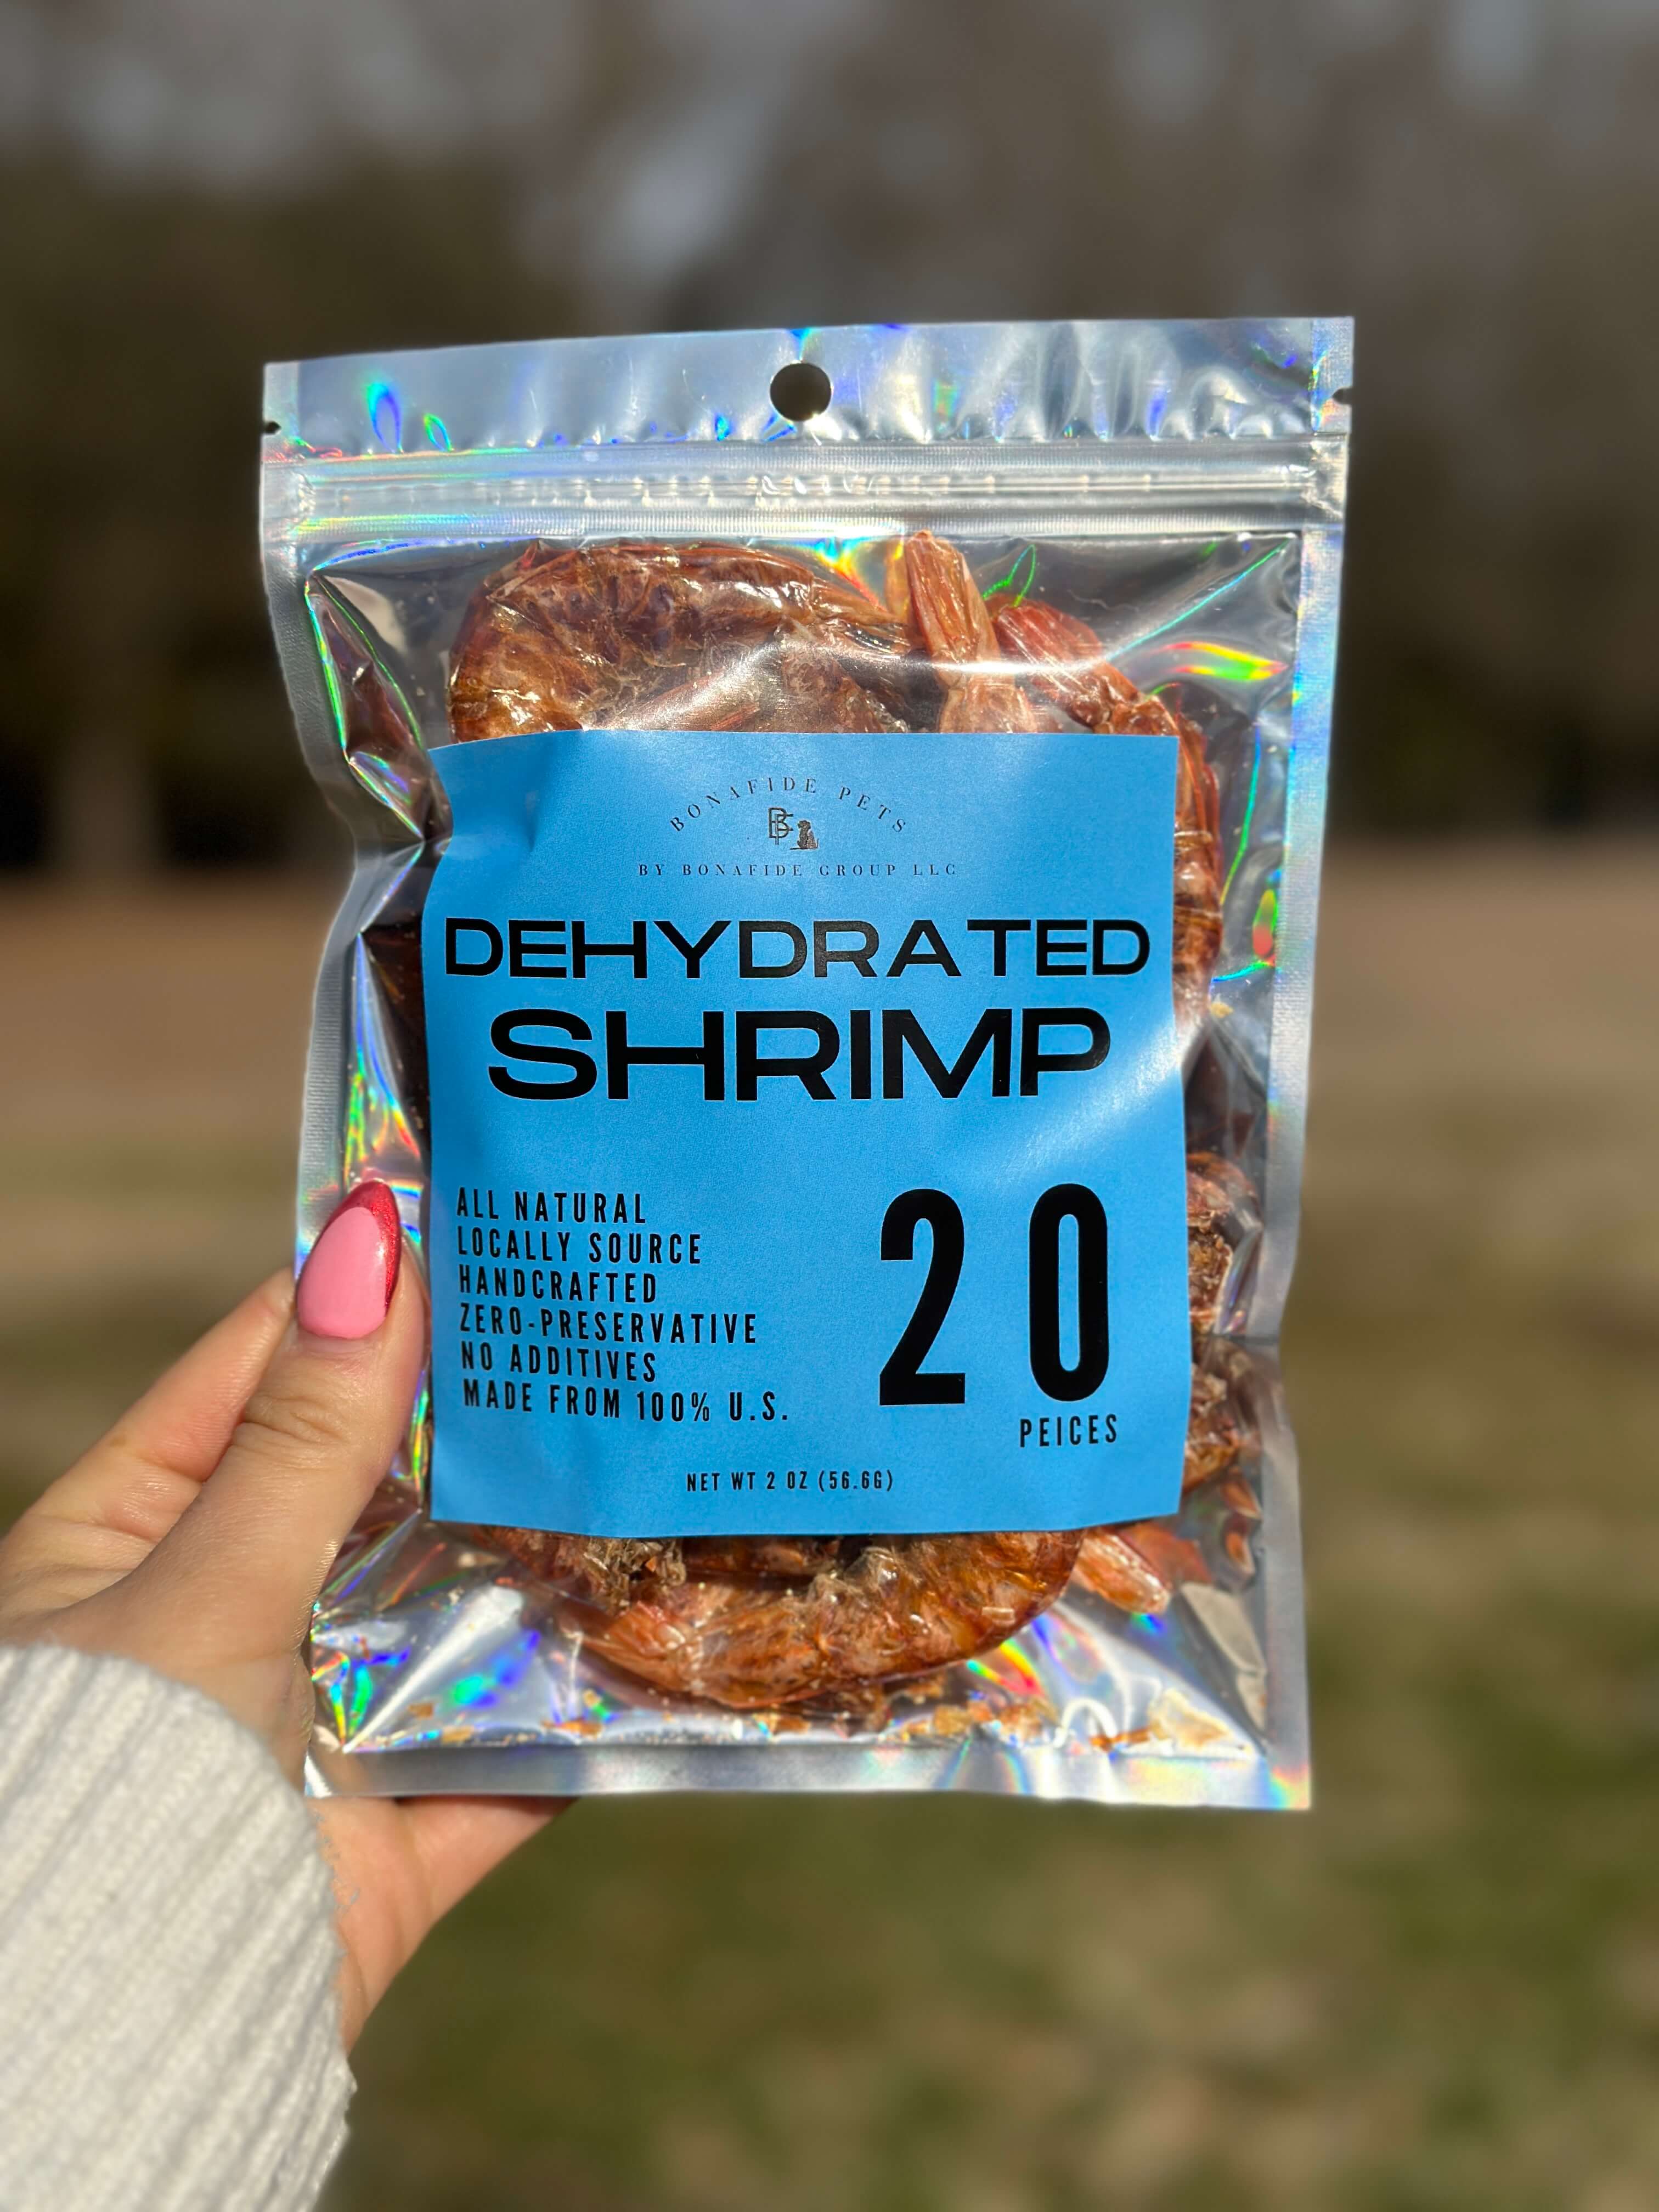 BONAFIDE PETS
BF
BY BONAFIDE GROUP LLC
DEHYDRATED
SHRIMP
ALL NATURAL
LOCALLY SOURCE
HANDCRAFTED
ZERO-PRESERVATIVE
NO ADDITIVES
MADE FROM 100% U.S.
20
PEICES
NET WT 2 OZ (56.6G)